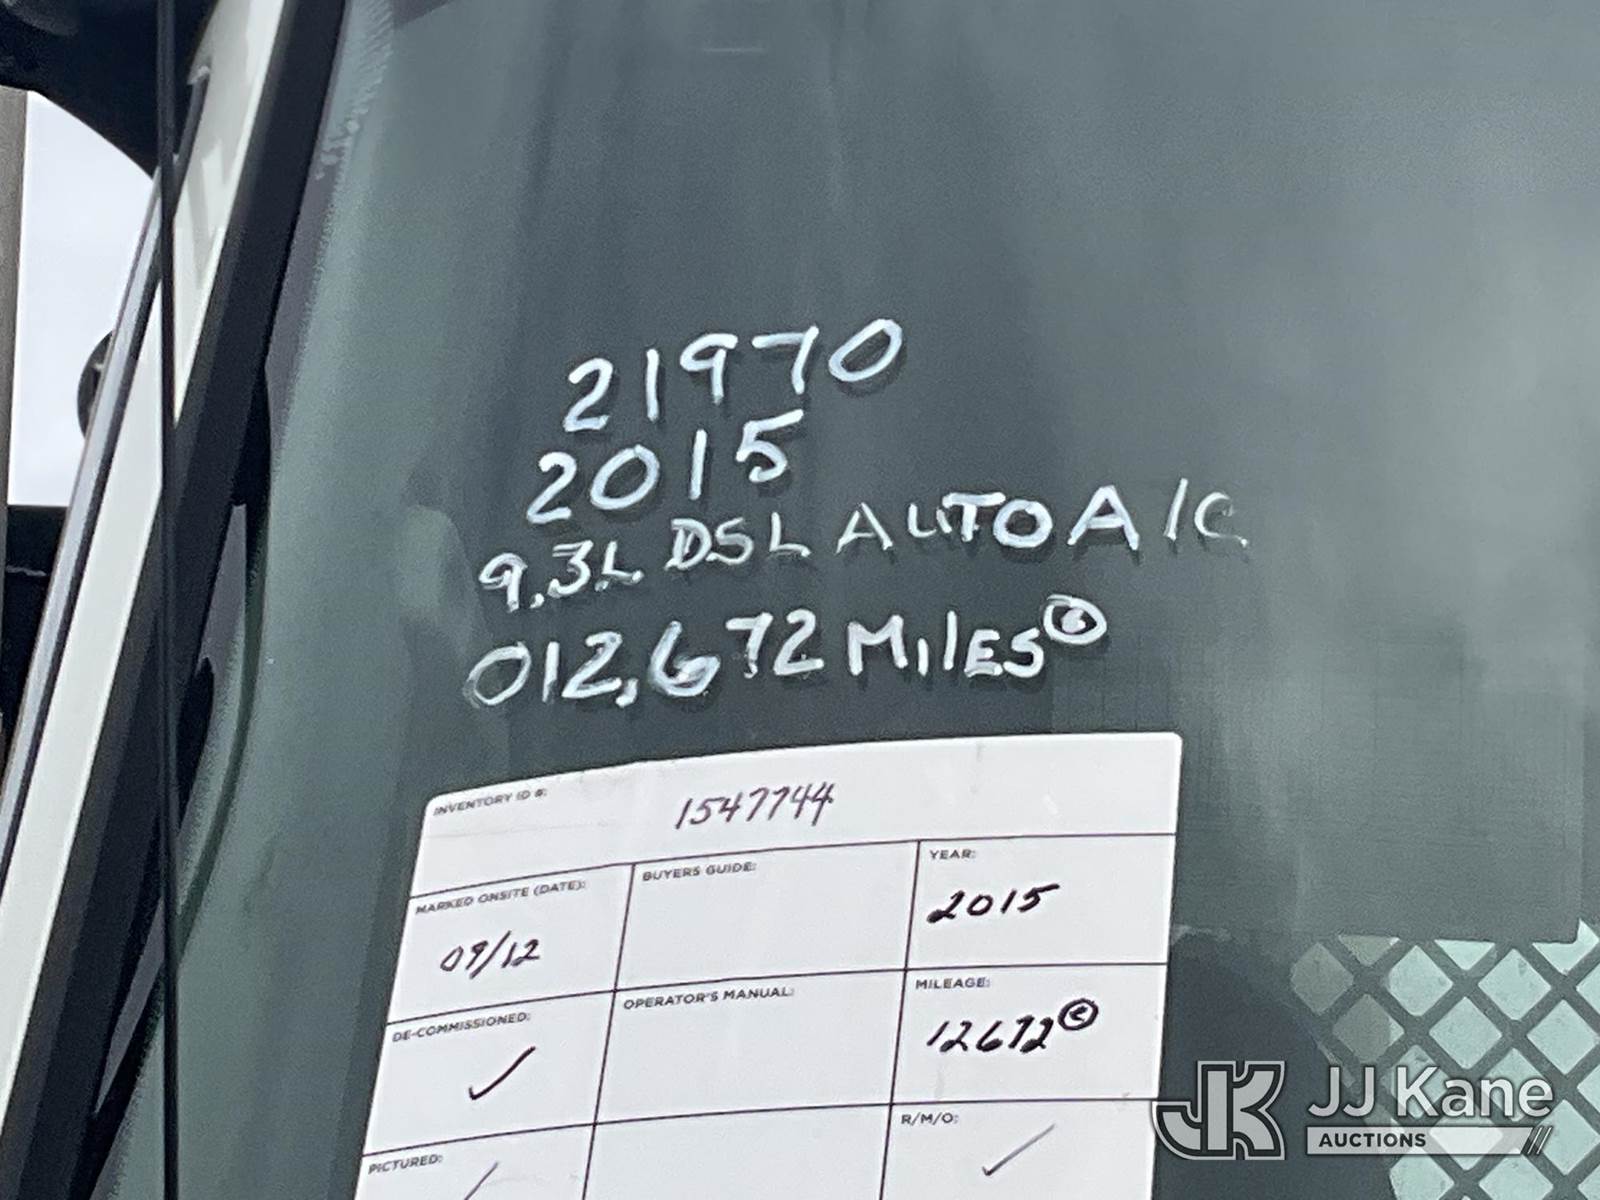 21970
2015
9.3L DSL AUTO A/C
012,672 MILES ©
INVENTORY ID #:
1547744
MARKED ONSITE (DATE):
09/12
BUYERS GUIDE:
YEAR:
2015
DE-COMMISSIONED:
✓
OPERATOR'S MANUAL:
MILEAGE:
12672 ©
PICTURED:
R/M/O:
✓
JK JJ Kane
AUCTIONS